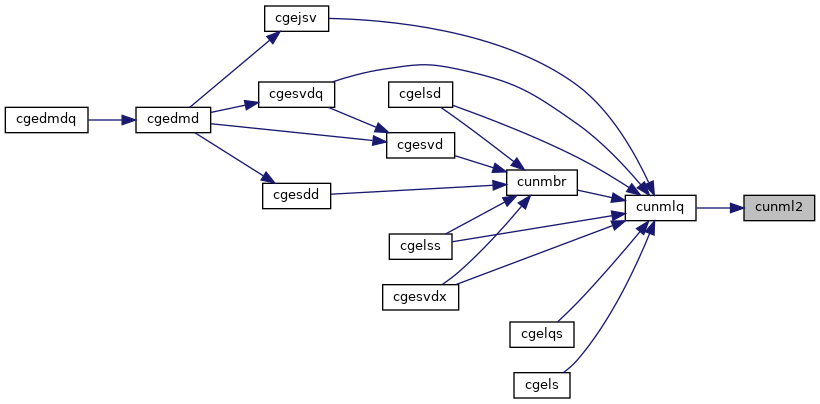 cgejsv
cgesvdq
cgelsd
cgedmdq
cgedmd
cgesvd
cunmbr
cgesdd
cunmlq
cunml2
cgelss
cgesvdx
cgelqs
cgels